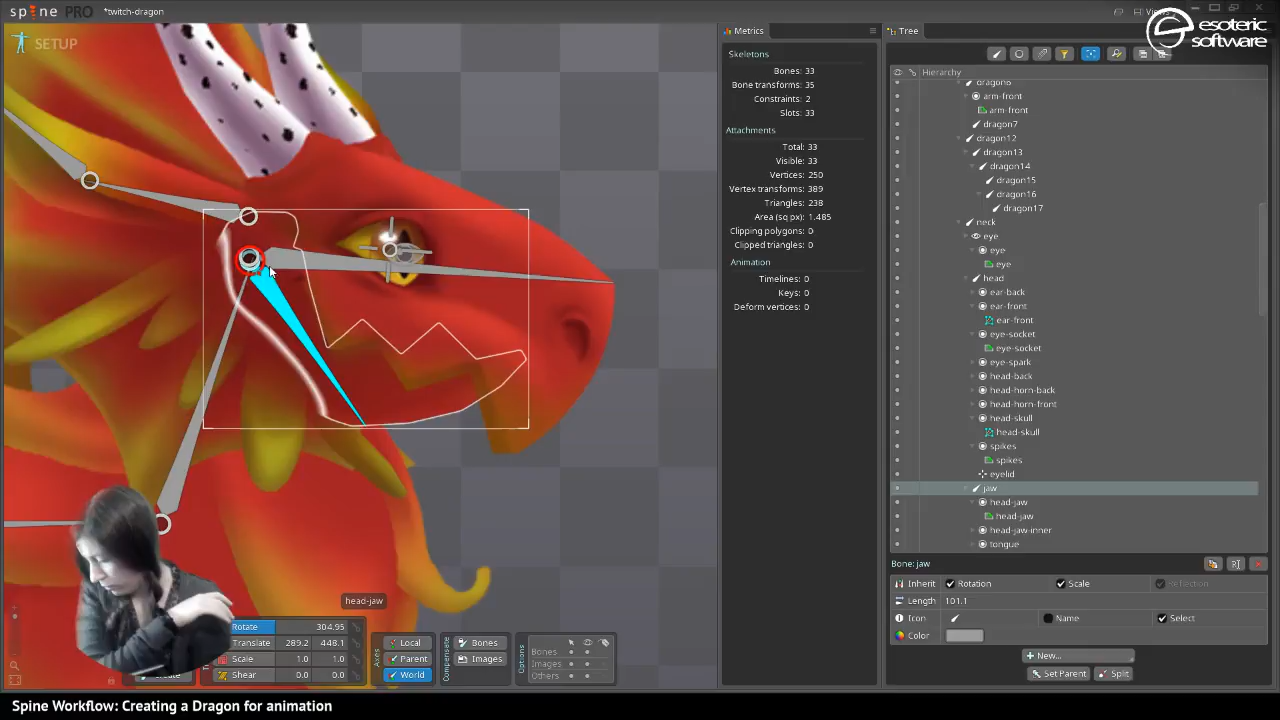 spine PRO
*twitch-dragon
Views
esoteric
software
SETUP
Metrics
Tree
Skeletons
Bones: 33
Bone transforms: 35
Constraints: 2
Slots: 33
Attachments
Total: 33
Visible: 33
Vertices: 250
Vertex transforms: 389
Triangles: 238
Area (sq px): 1.485
Clipping polygons: 0
Clipped triangles: 0
Animation
Timelines: 0
Keys: 0
Deform vertices: 0
Hierarchy
dragon6
arm-front
arm-front
dragon7
dragon12
dragon13
dragon14
dragon15
dragon16
dragon17
neck
eye
eye
eye
head
ear-back
ear-front
ear-front
eye-socket
eye-socket
eye-spark
head-back
head-horn-back
head-horn-front
head-skull
head-skull
spikes
spikes
eyelid
jaw
head-jaw
head-jaw
head-jaw-inner
tongue
Bone: jaw
Inherit Rotation Scale Reflection
Length 101.1
Icon Name Select
Color
New...
Set Parent Split
head-jaw
Rotate 304.95
Translate 289.2 448.1
Scale 1.0 1.0
Shear 0.0 0.0
Create
Axes
Local
Parent
World
Compensate
Bones
Images
Options
Bones
Images
Others
Spine Workflow: Creating a Dragon for animation